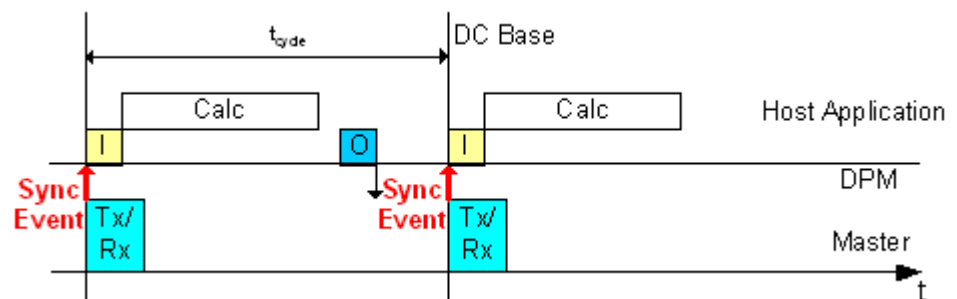 tcycle
DC Base
Calc
Calc
Host Application
I
O
I
DPM
Sync
Event
Sync
Event
Tx/
Rx
Tx/
Rx
Master
t